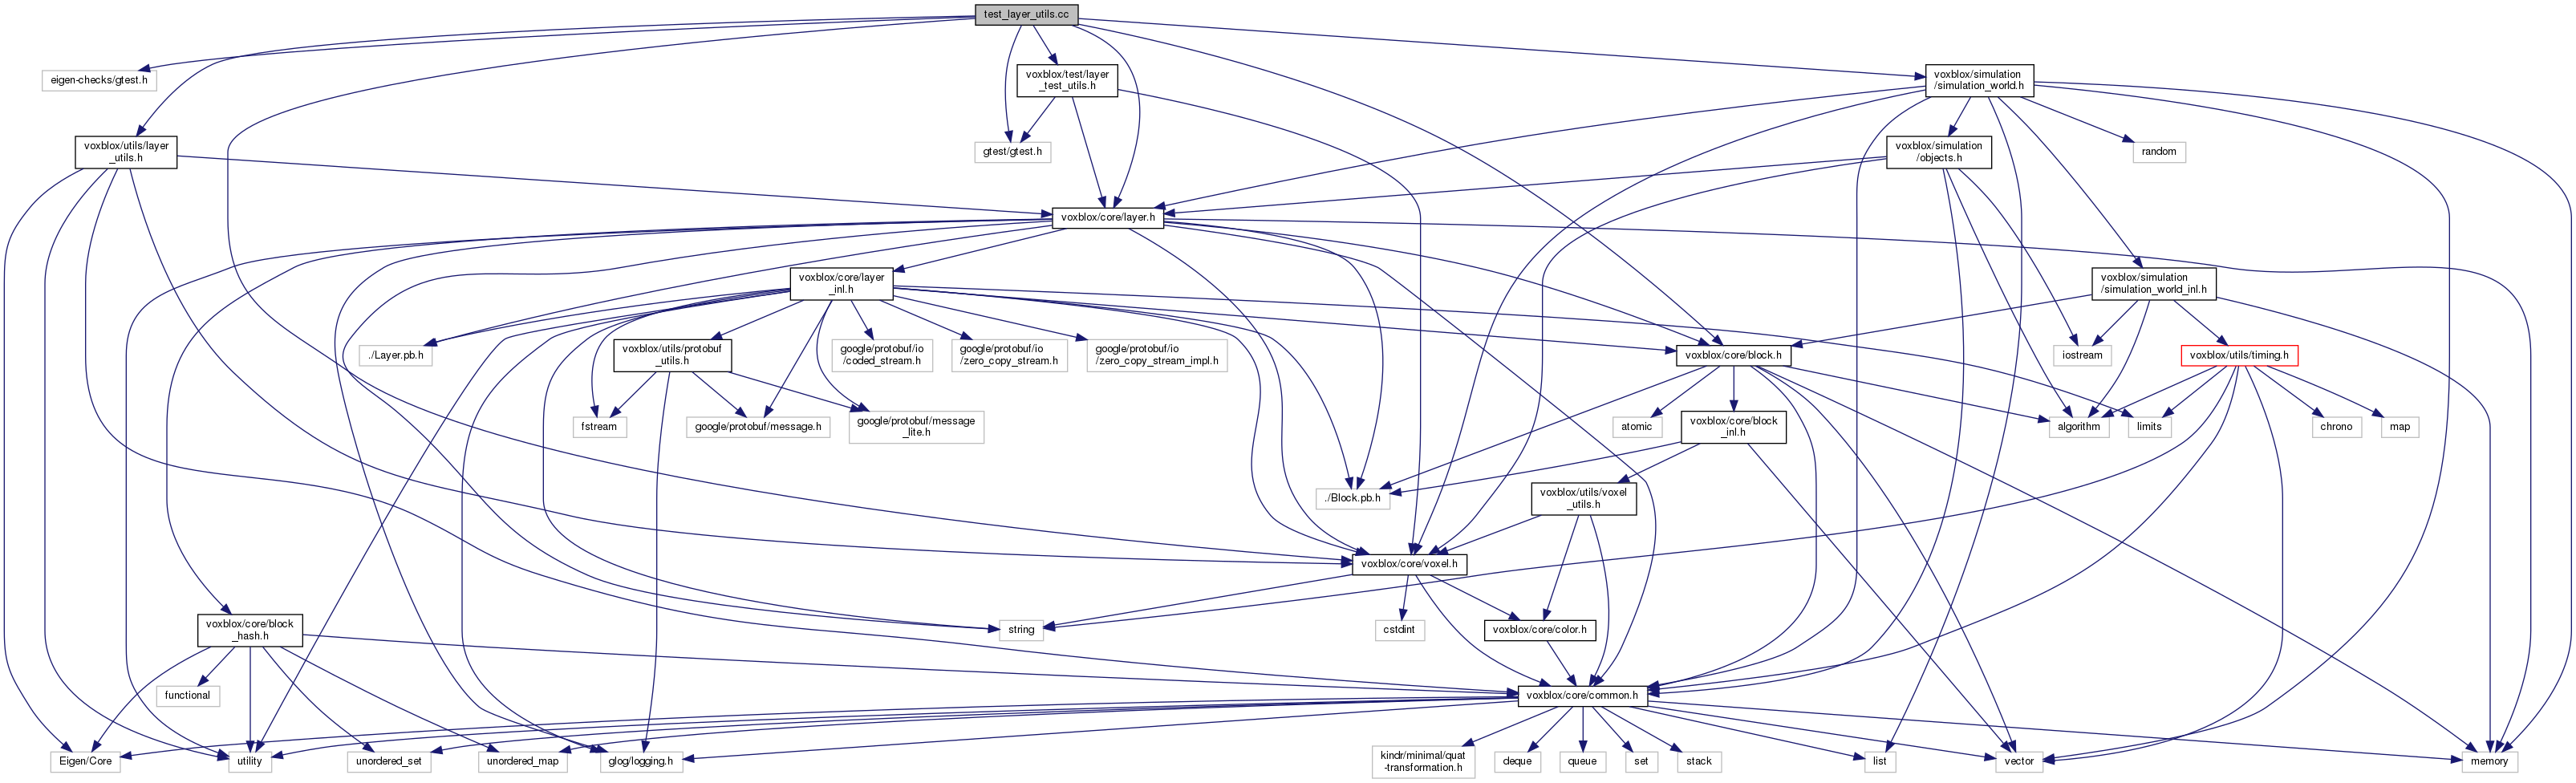 test_layer_utils.cc
eigen-checks/gtest.h
voxblox/test/layer
_test_utils.h
voxblox/simulation
/simulation_world.h
voxblox/utils/layer
_utils.h
gtest/gtest.h
voxblox/simulation
/objects.h
random
voxblox/core/layer.h
voxblox/core/layer
_inl.h
voxblox/simulation
/simulation_world_inl.h
./Layer.pb.h
voxblox/utils/protobuf
_utils.h
google/protobuf/io
/coded_stream.h
google/protobuf/io
/zero_copy_stream.h
google/protobuf/io
/zero_copy_stream_impl.h
voxblox/core/block.h
iostream
voxblox/utils/timing.h
fstream
google/protobuf/message.h
google/protobuf/message
_lite.h
atomic
voxblox/core/block
_inl.h
algorithm
limits
chrono
map
./Block.pb.h
voxblox/utils/voxel
_utils.h
voxblox/core/voxel.h
voxblox/core/block
_hash.h
string
cstdint
voxblox/core/color.h
functional
voxblox/core/common.h
Eigen/Core
utility
unordered_set
unordered_map
glog/logging.h
kindr/minimal/quat
-transformation.h
deque
queue
set
stack
list
vector
memory